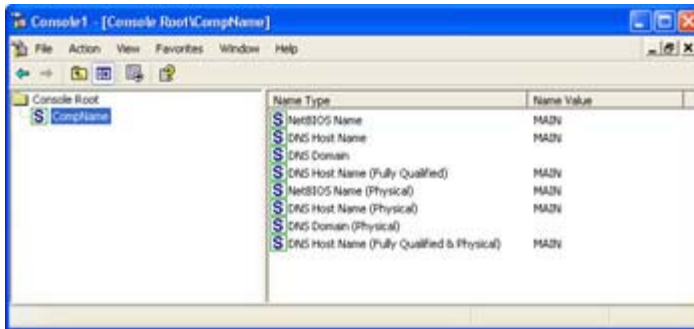 Console1 - [Console Root\CompName]
File Action View Favorites Window Help
Console Root
S CompName
Name Type Name Value
S NetBIOS Name MAIN
S DNS Host Name MAIN
S DNS Domain
S DNS Host Name (Fully Qualified) MAIN
S NetBIOS Name (Physical) MAIN
S DNS Host Name (Physical) MAIN
S DNS Domain (Physical)
S DNS Host Name (Fully Qualified & Physical) MAIN